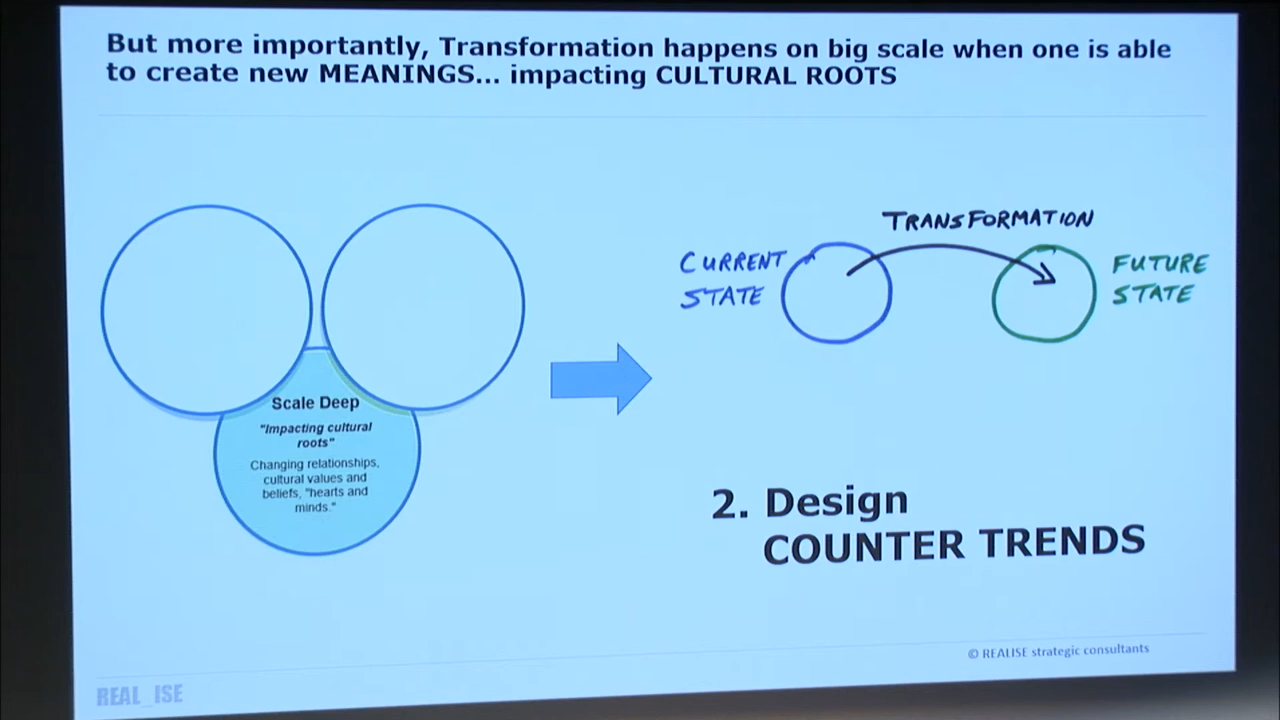 But more importantly, Transformation happens on big scale when one is able
to create new MEANINGS... impacting CULTURAL ROOTS
TRANSFORMATION
CURRENT
STATE
FUTURE
STATE
Scale Deep
"Impacting cultural
roots"
Changing relationships,
cultural values and
beliefs, "hearts and
minds."
2. Design
COUNTER TRENDS
© REALISE strategic consultants
REAL_ISE